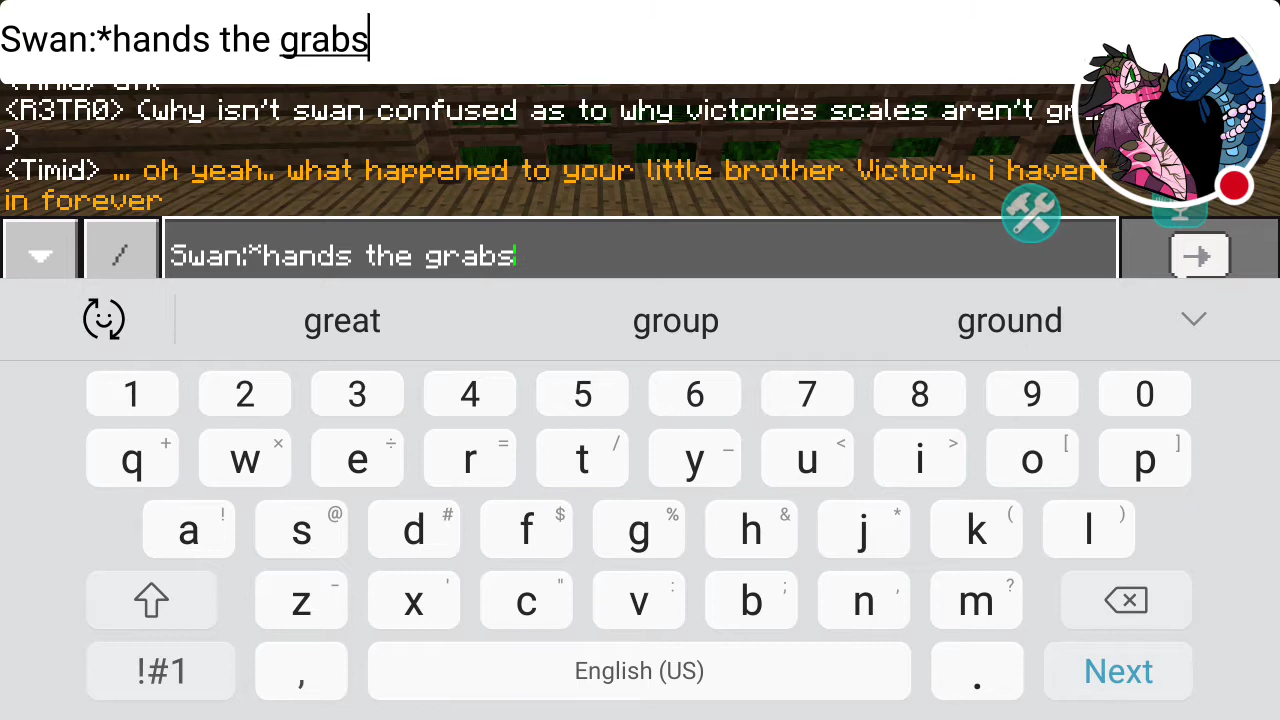 Swan:*hands the grabs
<R3TR0> (why isn't swan confused as to why victories scales aren't
)
<Timid> … oh yeah.. what happened to your little brother Victory.. i havent
in forever
/ Swan:*hands the grabs
great group ground
1 2 3 4 5 6 7 8 9 0
q + w × e ÷ r = t / y _ u < i > o [ p ]
a ! s @ d # f $ g % h & j * k ( l )
z - x ' c " v : b ; n , m ?
!#1 , English (US) . Next